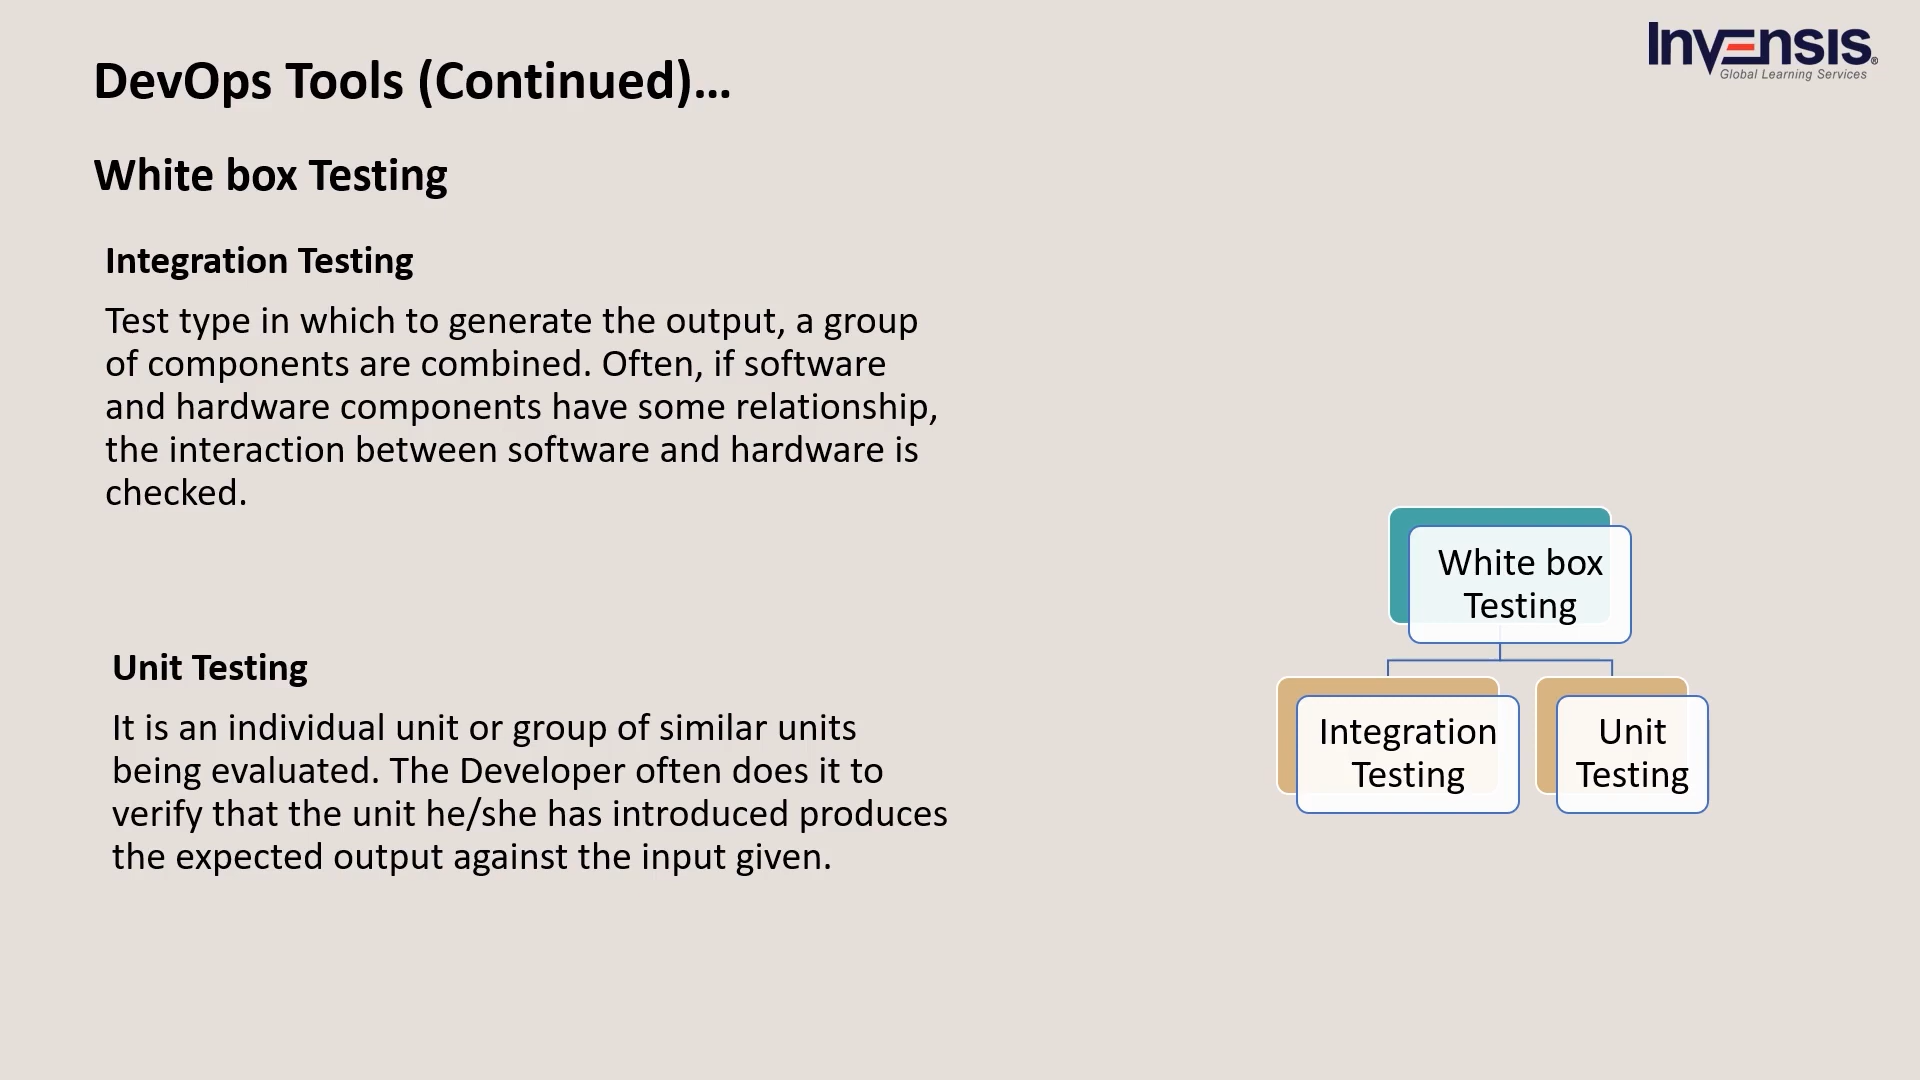 Invensis®
Global Learning Services
DevOps Tools (Continued)...
White box Testing
Integration Testing
Test type in which to generate the output, a group
of components are combined. Often, if software
and hardware components have some relationship,
the interaction between software and hardware is
checked.
Unit Testing
It is an individual unit or group of similar units
being evaluated. The Developer often does it to
verify that the unit he/she has introduced produces
the expected output against the input given.
White box
Testing
Integration
Testing
Unit
Testing